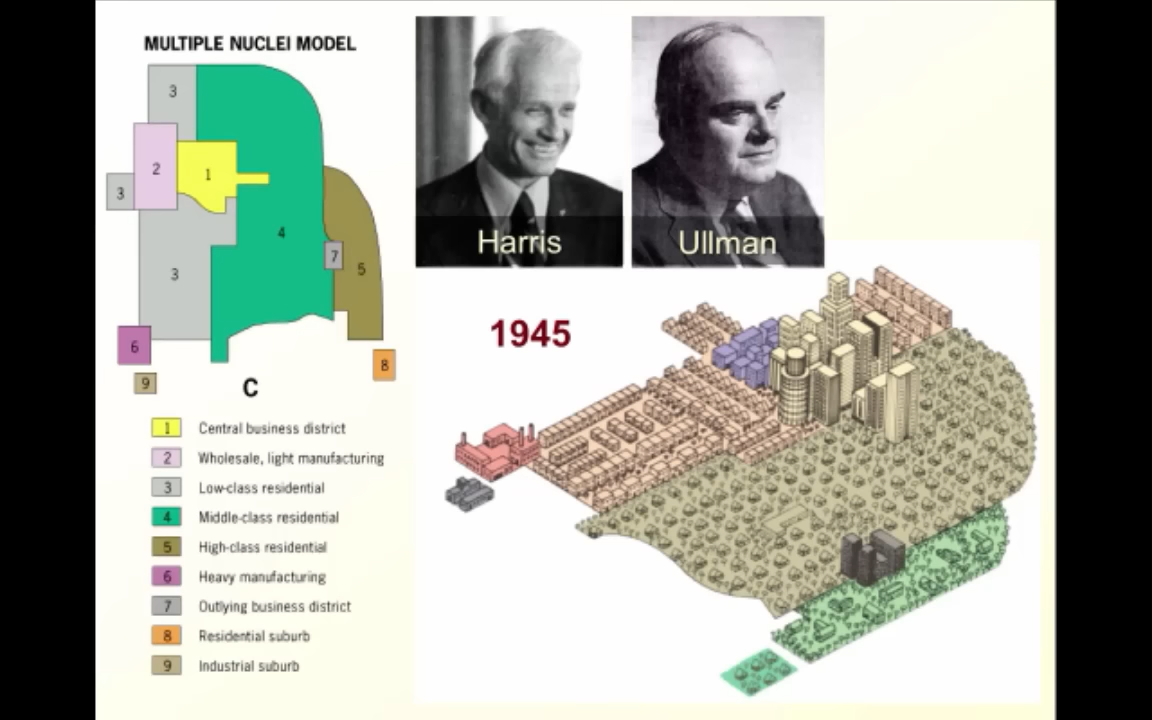 MULTIPLE NUCLEI MODEL
3
2
1
3
4
3
7
5
6
8
9
C
1 Central business district
2 Wholesale, light manufacturing
3 Low-class residential
4 Middle-class residential
5 High-class residential
6 Heavy manufacturing
7 Outlying business district
8 Residential suburb
9 Industrial suburb
Harris
Ullman
1945